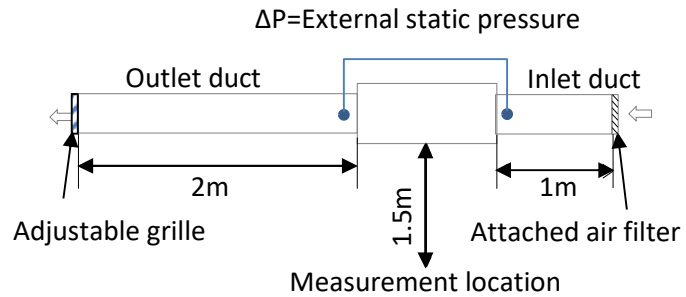 ΔP=External static pressure
Outlet duct
Inlet duct
2m
1m
1.5m
Adjustable grille
Attached air filter
Measurement location